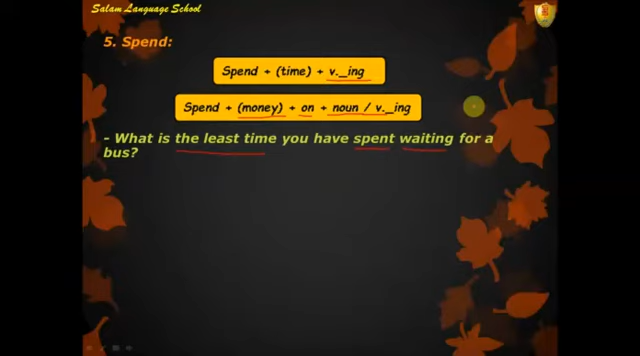 Salam Language School
5. Spend:
Spend + (time) + v._ing
Spend + (money) + on + noun / v._ing
- What is the least time you have spent waiting for a
bus?